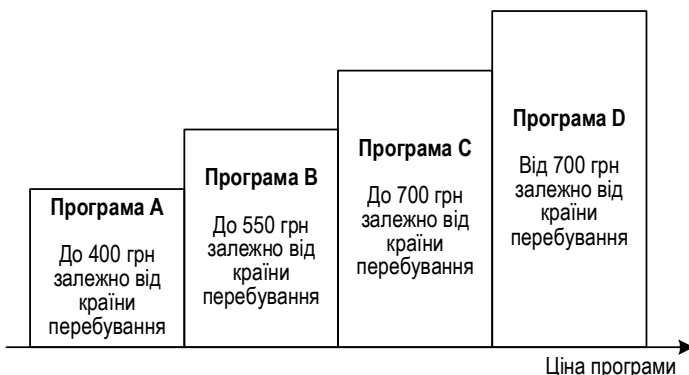 Програма A
До 400 грн
залежно від
країни
перебування
Програма B
До 550 грн
залежно від
країни
перебування
Програма C
До 700 грн
залежно від
країни
перебування
Програма D
Від 700 грн
залежно від
країни
перебування
Ціна програми